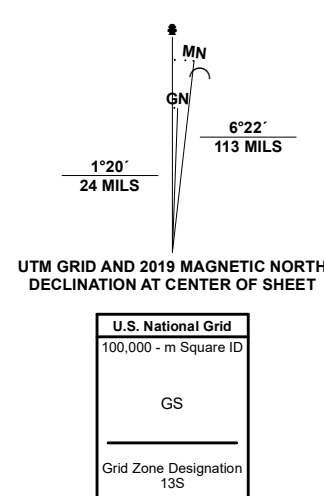 MN
GN
6°22´
113 MILS
1°20´
24 MILS
UTM GRID AND 2019 MAGNETIC NORTH
DECLINATION AT CENTER OF SHEET
U.S. National Grid
100,000 - m Square ID
GS
Grid Zone Designation
13S